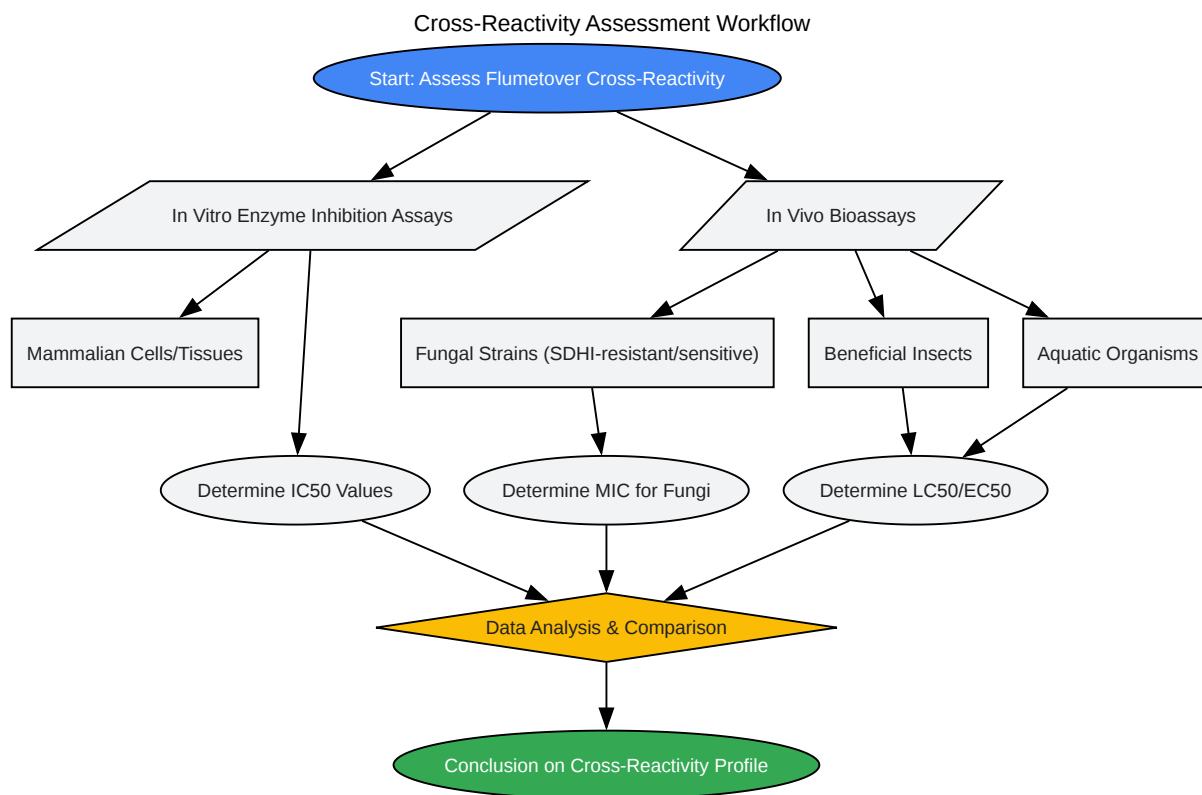 Cross-Reactivity Assessment Workflow
Start: Assess Flumetover Cross-Reactivity
In Vitro Enzyme Inhibition Assays
In Vivo Bioassays
Mammalian Cells/Tissues
Fungal Strains (SDHI-resistant/sensitive)
Beneficial Insects
Aquatic Organisms
Determine IC50 Values
Determine MIC for Fungi
Determine LC50/EC50
Data Analysis & Comparison
Conclusion on Cross-Reactivity Profile